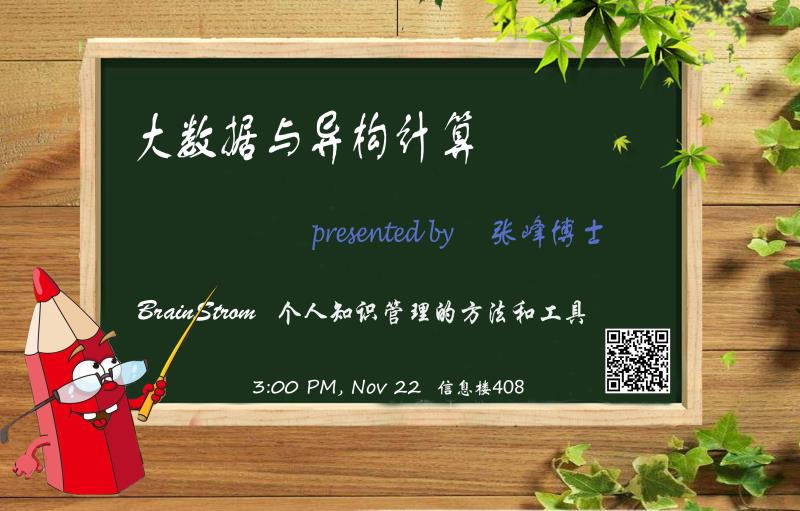 大数据与异构计算
presented by 张峰博士
BrainStrom 个人知识管理的方法和工具
3:00 PM, Nov 22 信息楼408